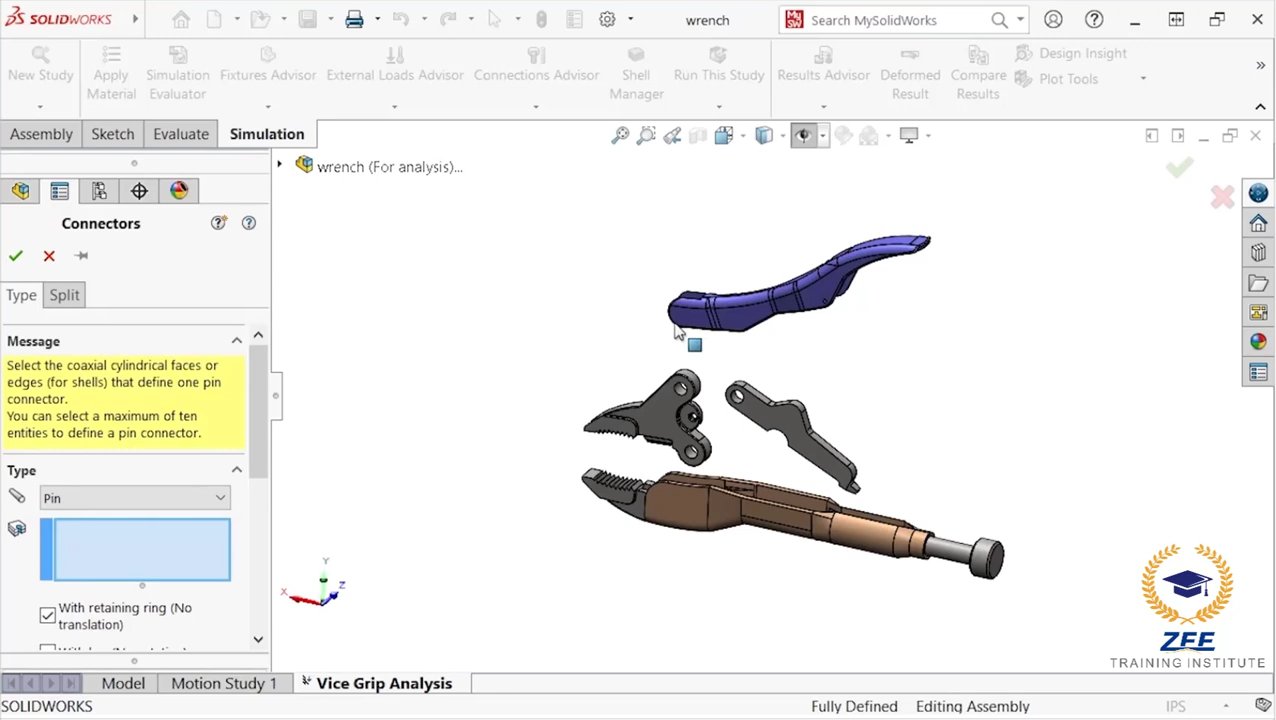 SOLIDWORKS
wrench
Search MySolidWorks
New Study
Apply Material
Simulation Evaluator
Fixtures Advisor
External Loads Advisor
Connections Advisor
Shell Manager
Run This Study
Results Advisor
Deformed Result
Compare Results
Design Insight
Plot Tools
Assembly
Sketch
Evaluate
Simulation
wrench (For analysis)...
Connectors
Type
Split
Message
Select the coaxial cylindrical faces or
edges (for shells) that define one pin
connector.
You can select a maximum of ten
entities to define a pin connector.
Type
Pin
With retaining ring (No
translation)
Y
X
Z
ZEE
TRAINING INSTITUTE
Model
Motion Study 1
Vice Grip Analysis
SOLIDWORKS
Fully Defined
Editing Assembly
IPS